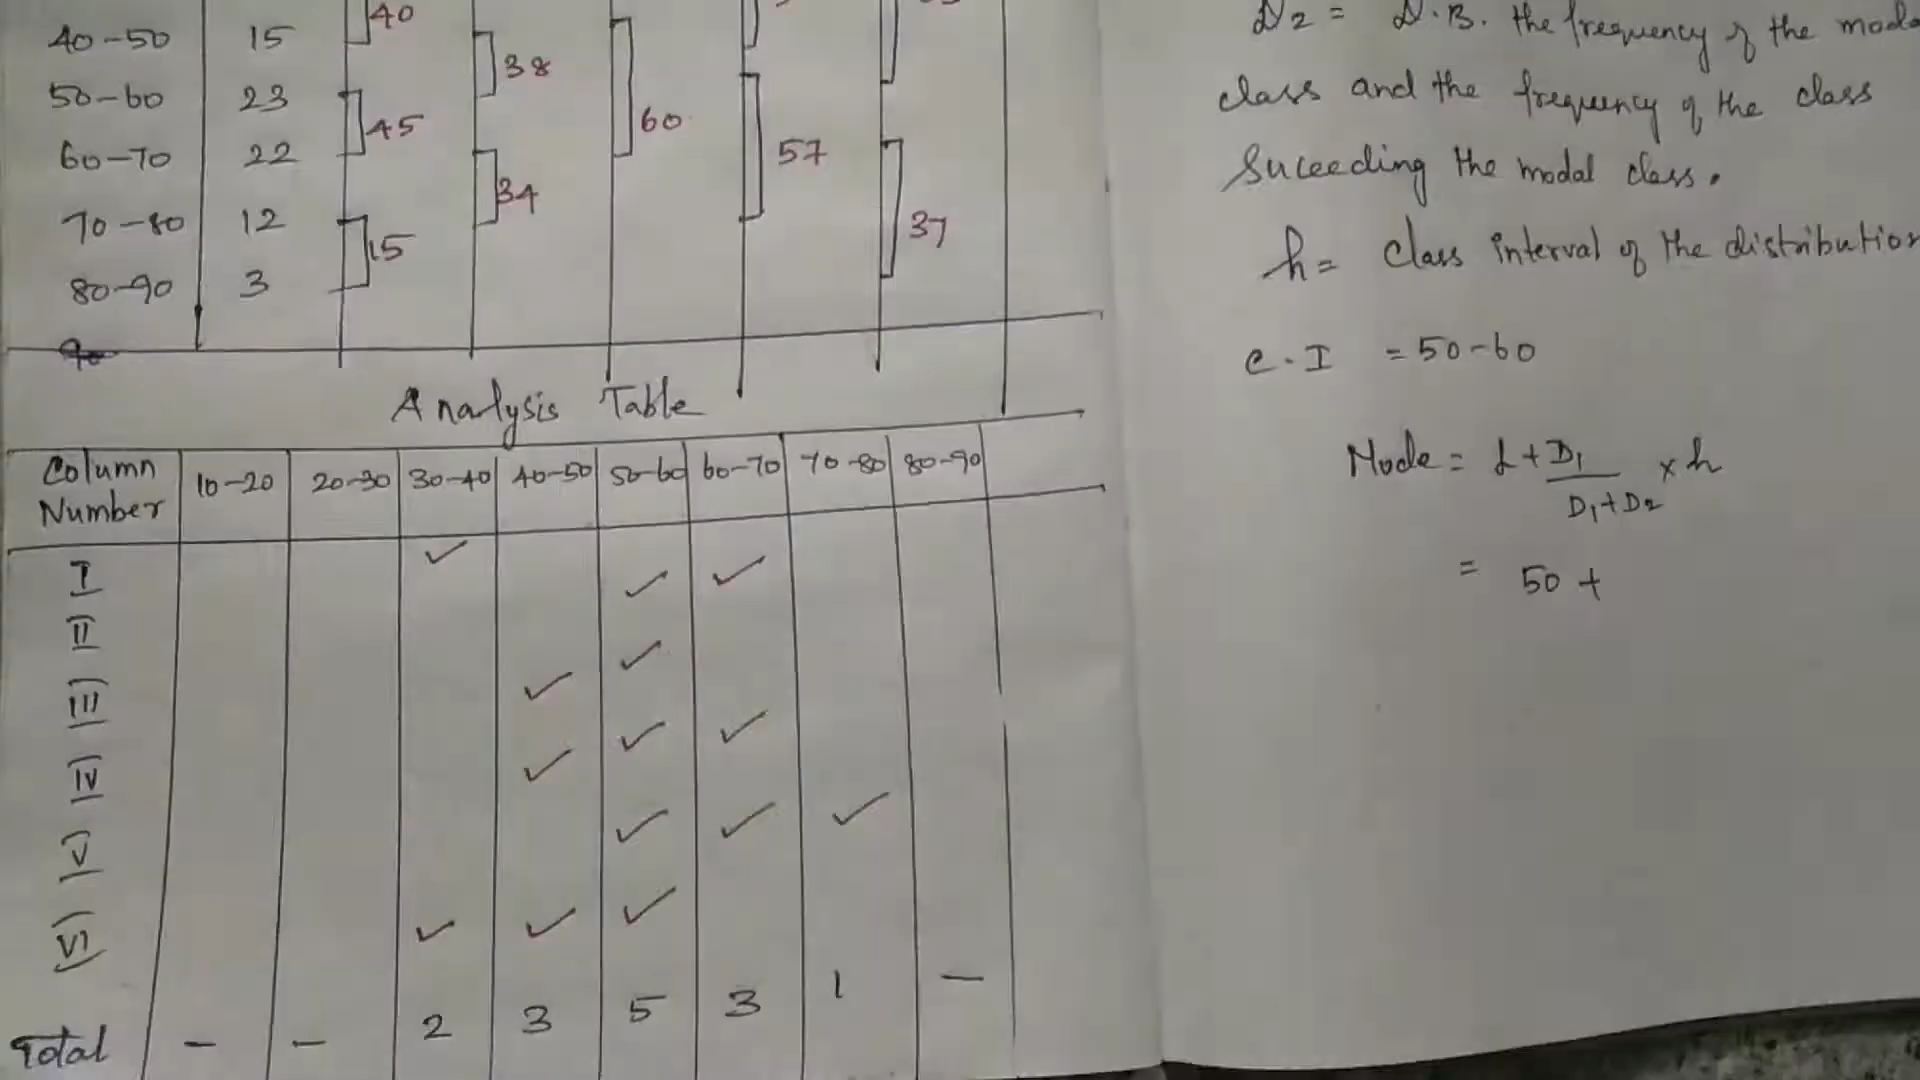 40-50 15 40
50-60 23 38
60-70 22 45 60
70-80 12 34 57
80-90 3 15 37
Analysis Table
Column Number 10-20 20-30 30-40 40-50 50-60 60-70 70-80 80-90
I ✓ ✓ ✓
II ✓
III ✓ ✓ ✓
IV ✓ ✓ ✓ ✓
V
VI ✓ ✓ ✓
Total - - 2 3 5 3 1 -
D2 = D.B. the frequency of the moda
class and the frequency of the class
Suceeding the modal class.
h = Class interval of the distribution
C.I = 50-60
Mode = L + D1 / D1+D2 × h
= 50 +